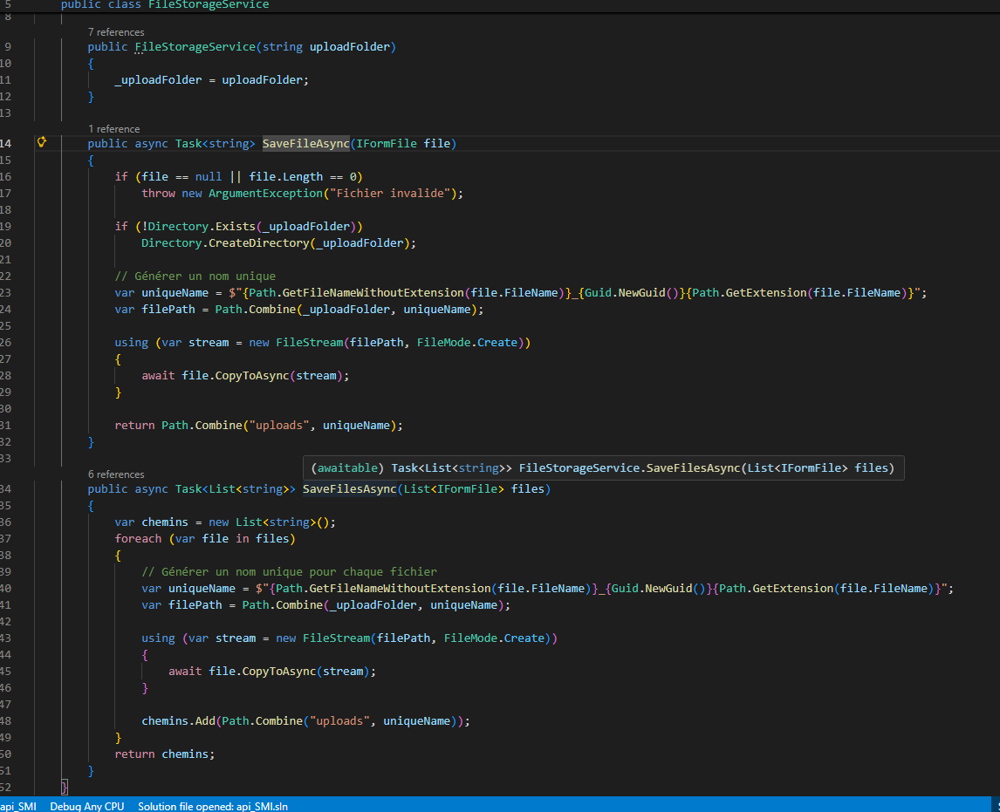 5 public class FileStorageService
8
7 references
9 public FileStorageService(string uploadFolder)
10 {
11 _uploadFolder = uploadFolder;
12 }
13
1 reference
14 public async Task<string> SaveFileAsync(IFormFile file)
15 {
16 if (file == null || file.Length == 0)
17 throw new ArgumentException("Fichier invalide");
18
19 if (!Directory.Exists(_uploadFolder))
20 Directory.CreateDirectory(_uploadFolder);
21
22 // Générer un nom unique
23 var uniqueName = $"{Path.GetFileNameWithoutExtension(file.FileName)}_{Guid.NewGuid()}{Path.GetExtension(file.FileName)}";
24 var filePath = Path.Combine(_uploadFolder, uniqueName);
25
26 using (var stream = new FileStream(filePath, FileMode.Create))
27 {
28 await file.CopyToAsync(stream);
29 }
30
31 return Path.Combine("uploads", uniqueName);
32 }
33
(awaitable) Task<List<string>> FileStorageService.SaveFilesAsync(List<IFormFile> files)
6 references
34 public async Task<List<string>> SaveFilesAsync(List<IFormFile> files)
35 {
36 var chemins = new List<string>();
37 foreach (var file in files)
38 {
39 // Générer un nom unique pour chaque fichier
40 var uniqueName = $"{Path.GetFileNameWithoutExtension(file.FileName)}_{Guid.NewGuid()}{Path.GetExtension(file.FileName)}";
41 var filePath = Path.Combine(_uploadFolder, uniqueName);
42
43 using (var stream = new FileStream(filePath, FileMode.Create))
44 {
45 await file.CopyToAsync(stream);
46 }
47
48 chemins.Add(Path.Combine("uploads", uniqueName));
49 }
50 return chemins;
51 }
52 }
api_SMI Debug Any CPU Solution file opened: api_SMI.sln